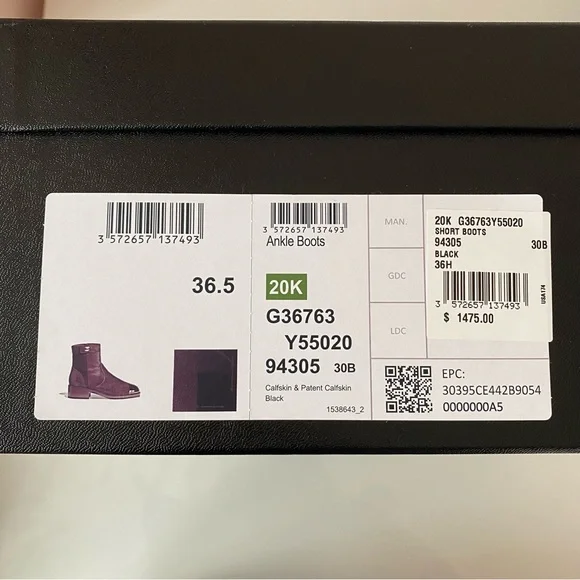 3 572657 137493
36.5
3 572657 137493
Ankle Boots
20K
G36763
Y55020
94305 30B
Calfskin & Patent Calfskin
Black
1538643_2
MAN.
GDC
LDC
EPC:
30395CE442B9054
0000000A5
20K G36763Y55020
SHORT BOOTS
94305 30B
BLACK
36H
3 572657 137493
$ 1475.00
USA174